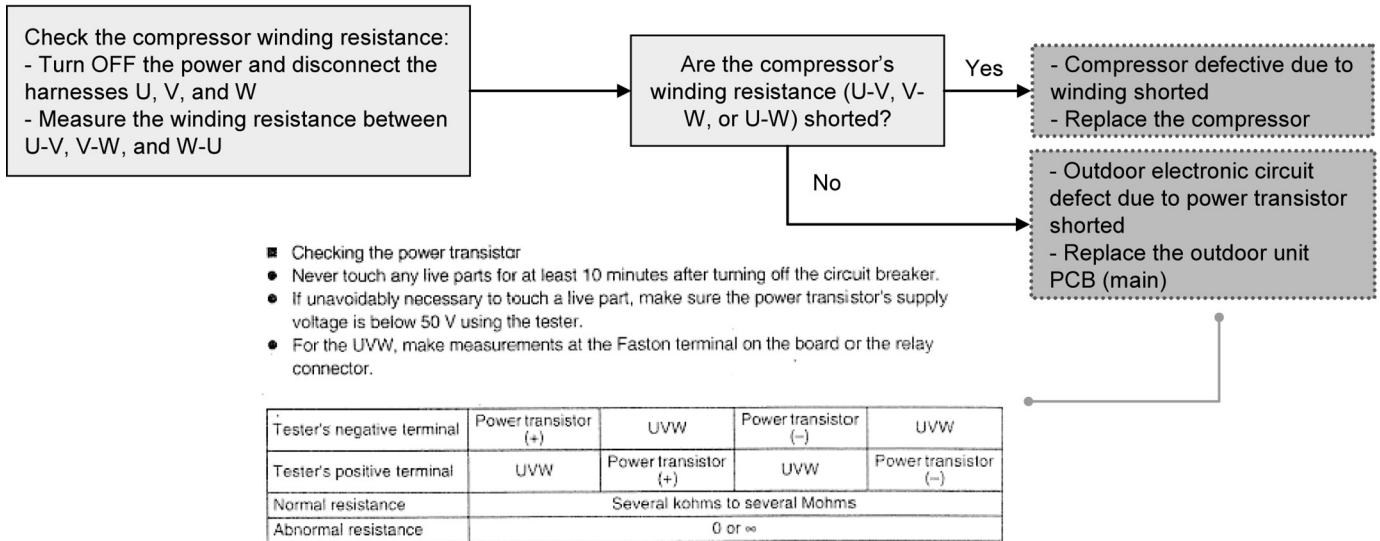 Check the compressor winding resistance:
- Turn OFF the power and disconnect the
harnesses U, V, and W
- Measure the winding resistance between
U-V, V-W, and W-U
Are the compressor's
winding resistance (U-V, V-
W, or U-W) shorted?
Yes
- Compressor defective due to
winding shorted
- Replace the compressor
No
- Outdoor electronic circuit
defect due to power transistor
shorted
- Replace the outdoor unit
PCB (main)
■ Checking the power transistor
● Never touch any live parts for at least 10 minutes after turning off the circuit breaker.
● If unavoidably necessary to touch a live part, make sure the power transistor's supply
voltage is below 50 V using the tester.
● For the UVW, make measurements at the Faston terminal on the board or the relay
connector.
Tester's negative terminal | Power transistor (+) | UVW | Power transistor (–) | UVW
Tester's positive terminal | UVW | Power transistor (+) | UVW | Power transistor (–)
Normal resistance | Several kohms to several Mohms
Abnormal resistance | 0 or ∞